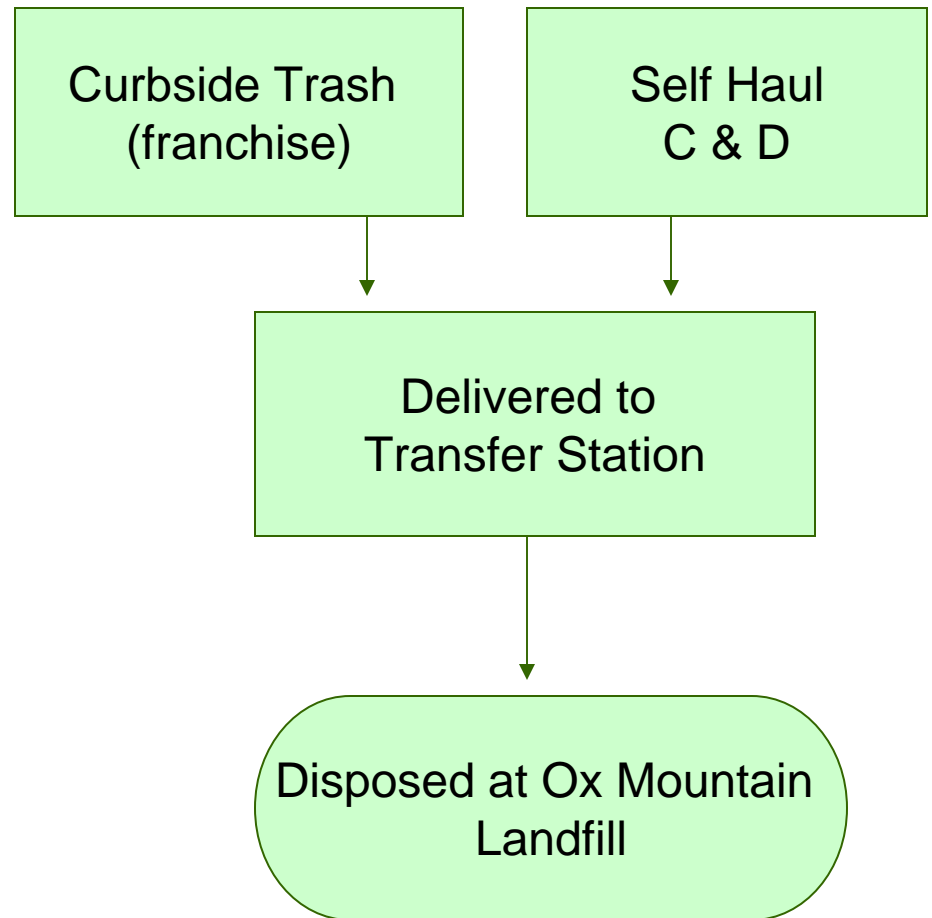 Curbside Trash
(franchise)
Self Haul
C & D
Delivered to
Transfer Station
Disposed at Ox Mountain
Landfill